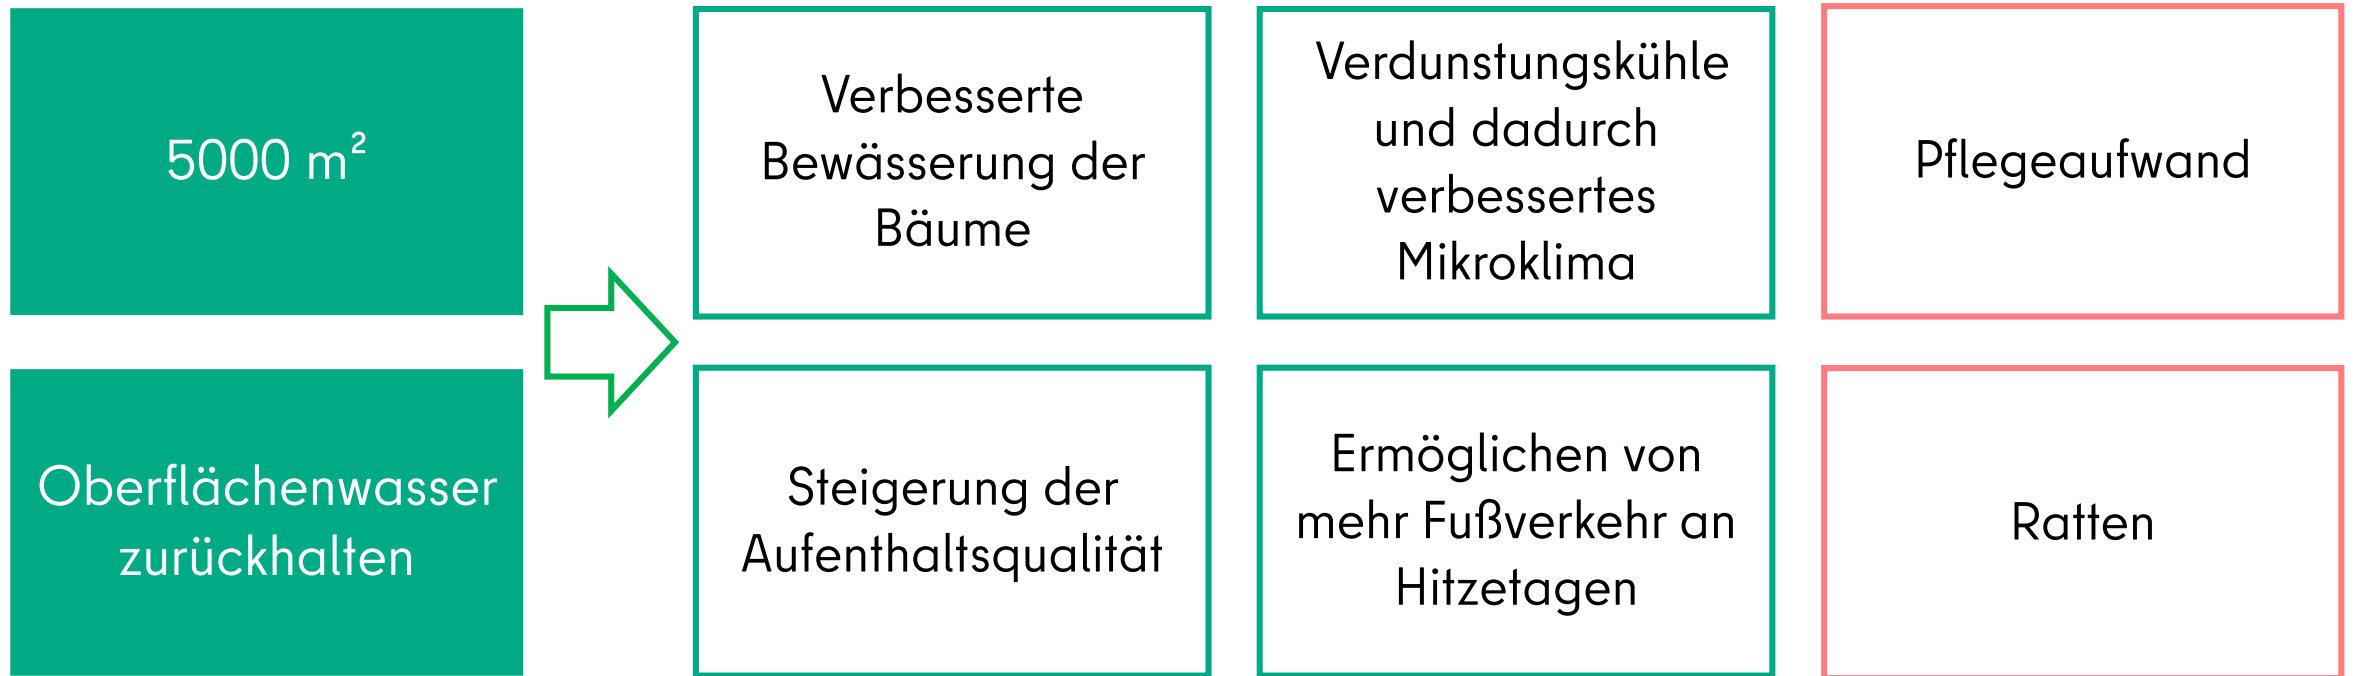 5000 m²
Oberflächenwasser
zurückhalten
Verbesserte
Bewässerung der
Bäume
Verdunstungskühle
und dadurch
verbessertes
Mikroklima
Pflegeaufwand
Steigerung der
Aufenthaltsqualität
Ermöglichen von
mehr Fußverkehr an
Hitzetagen
Ratten